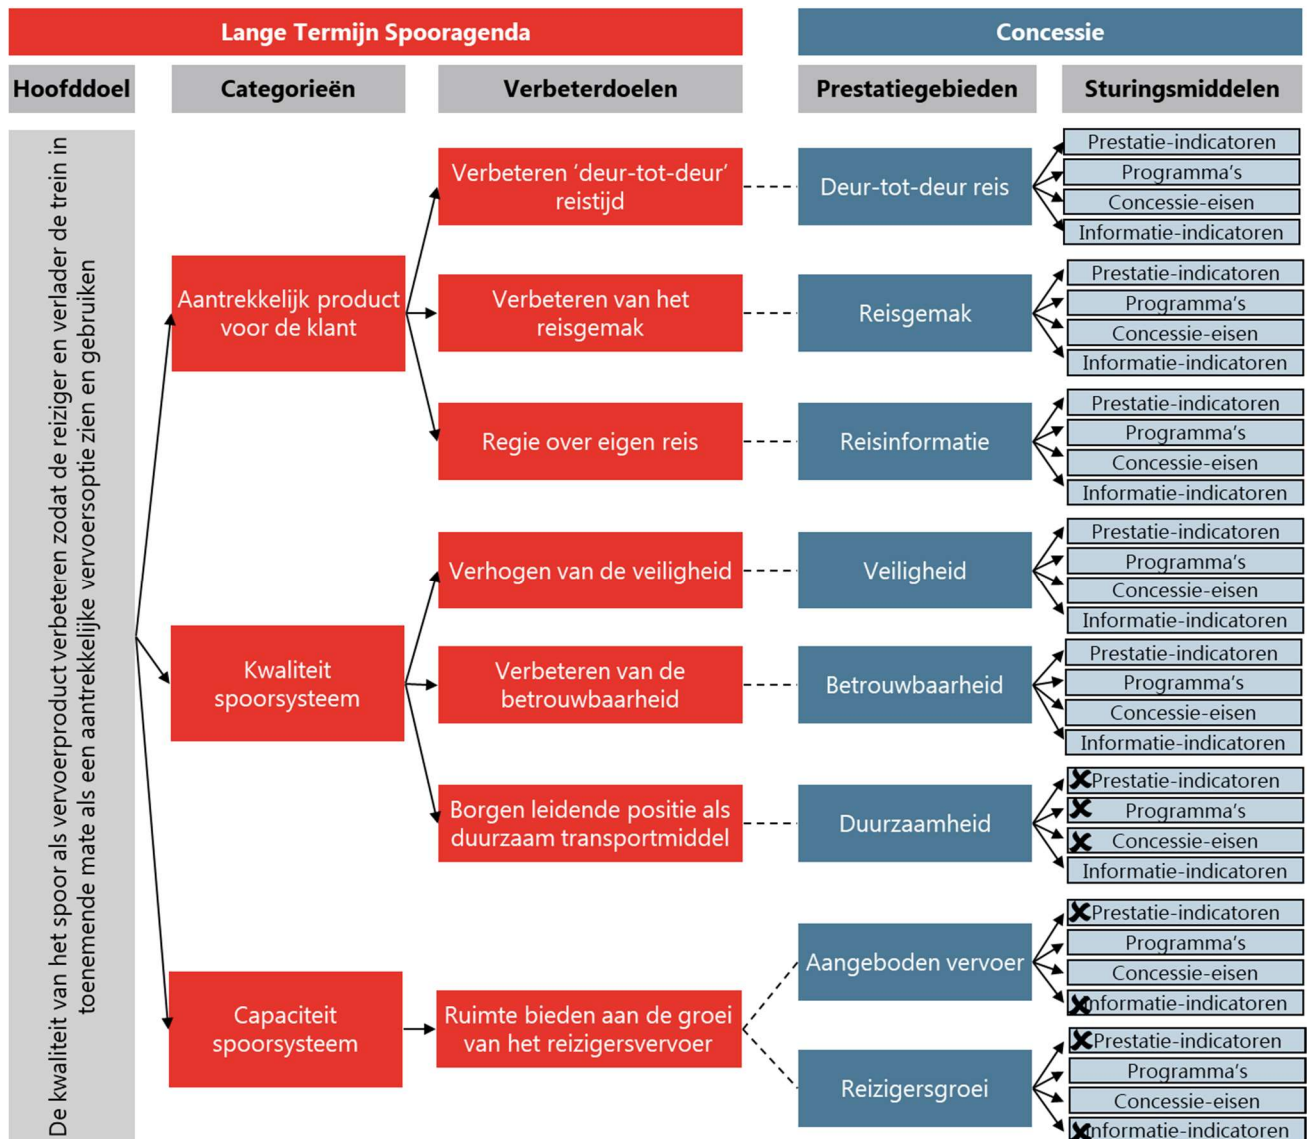 Lange Termijn Spooragenda
Concessie
Hoofddoel
Categorieën
Verbeterdoelen
Prestatiegebieden
Sturingsmiddelen
De kwaliteit van het spoor als vervoerproduct verbeteren zodat de reiziger en verlader de trein in
toenemende mate als een aantrekkelijke vervoersoptie zien en gebruiken
Aantrekkelijk product
voor de klant
Verbeteren ‘deur-tot-deur’
reistijd
Deur-tot-deur reis
Prestatie-indicatoren
Programma's
Concessie-eisen
Informatie-indicatoren
Verbeteren van het
reisgemak
Reisgemak
Prestatie-indicatoren
Programma's
Concessie-eisen
Informatie-indicatoren
Regie over eigen reis
Reisinformatie
Prestatie-indicatoren
Programma's
Concessie-eisen
Informatie-indicatoren
Kwaliteit
spoorsysteem
Verhogen van de veiligheid
Veiligheid
Prestatie-indicatoren
Programma's
Concessie-eisen
Informatie-indicatoren
Verbeteren van de
betrouwbaarheid
Betrouwbaarheid
Prestatie-indicatoren
Programma's
Concessie-eisen
Informatie-indicatoren
Borgen leidende positie als
duurzaam transportmiddel
Duurzaamheid
Prestatie-indicatoren
Programma's
Concessie-eisen
Informatie-indicatoren
Capaciteit
spoorsysteem
Ruimte bieden aan de groei
van het reizigersvervoer
Aangeboden vervoer
Prestatie-indicatoren
Programma's
Concessie-eisen
Informatie-indicatoren
Reizigersgroei
Prestatie-indicatoren
Programma's
Concessie-eisen
Informatie-indicatoren